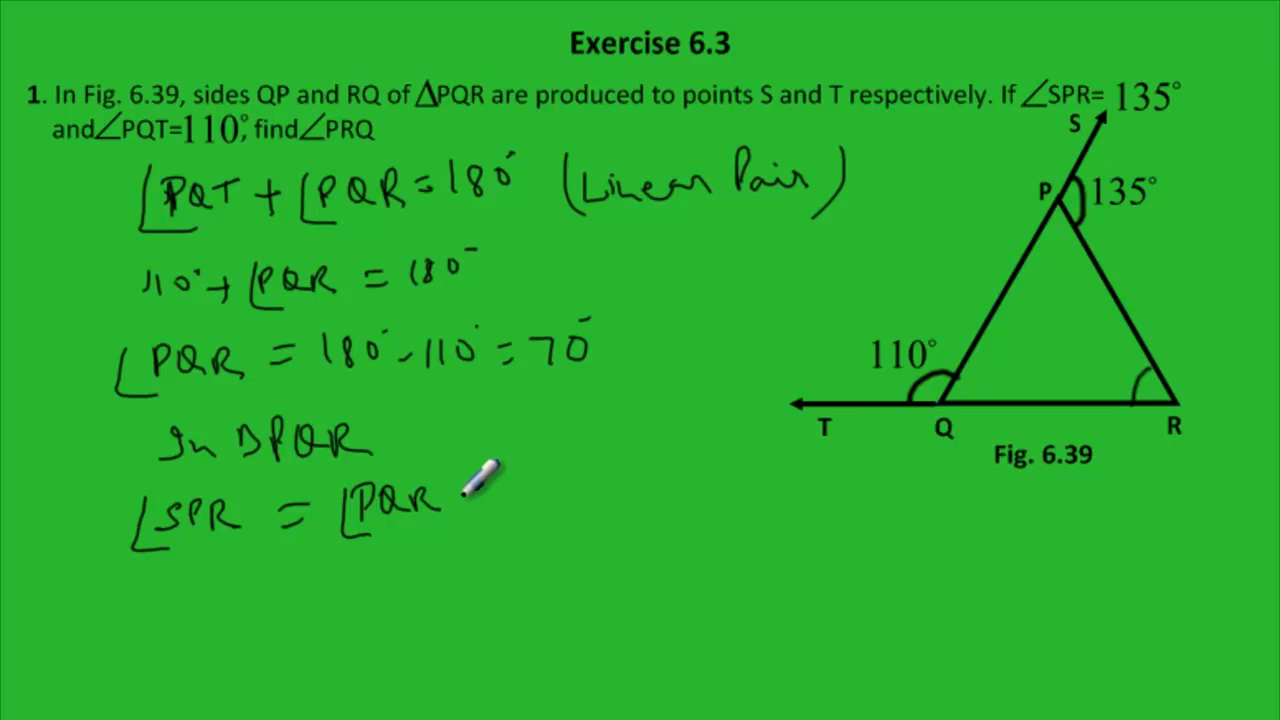 Exercise 6.3
1. In Fig. 6.39, sides QP and RQ of ΔPQR are produced to points S and T respectively. If ∠SPR= 135°
and∠PQT=110°, find∠PRQ
∠PQT + ∠PQR = 180° (Linear Pair)
110° + ∠PQR = 180°
∠PQR = 180° - 110° = 70°
In ΔPQR
∠SPR = ∠PQR
S
P
135°
110°
T
Q
R
Fig. 6.39